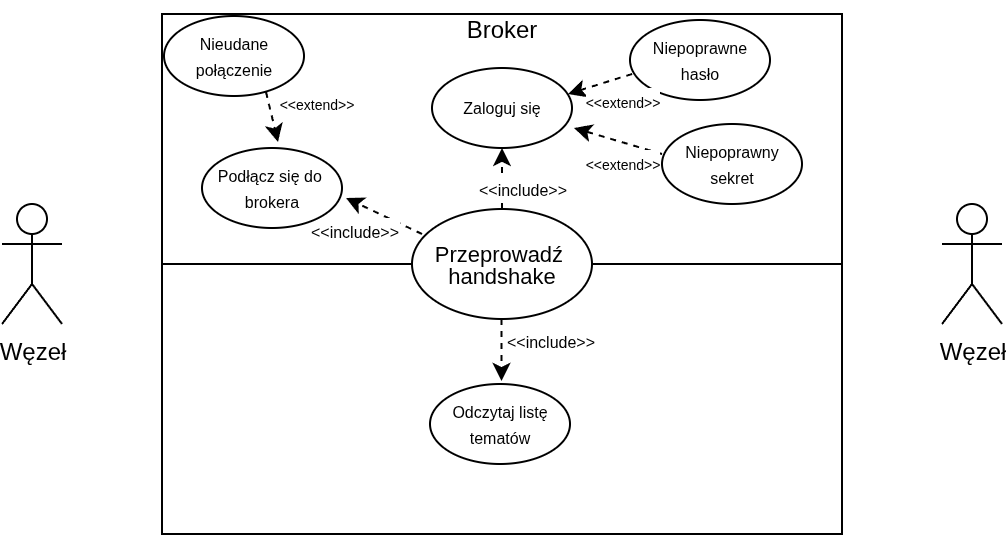 Broker
Nieudane
połączenie
Niepoprawne
hasło
<<extend>>
Zaloguj się
<<extend>>
Niepoprawny
sekret
<<extend>>
Podłącz się do
brokera
<<include>>
<<include>>
Przeprowadź
handshake
<<include>>
Węzeł
Węzeł
Odczytaj listę
tematów